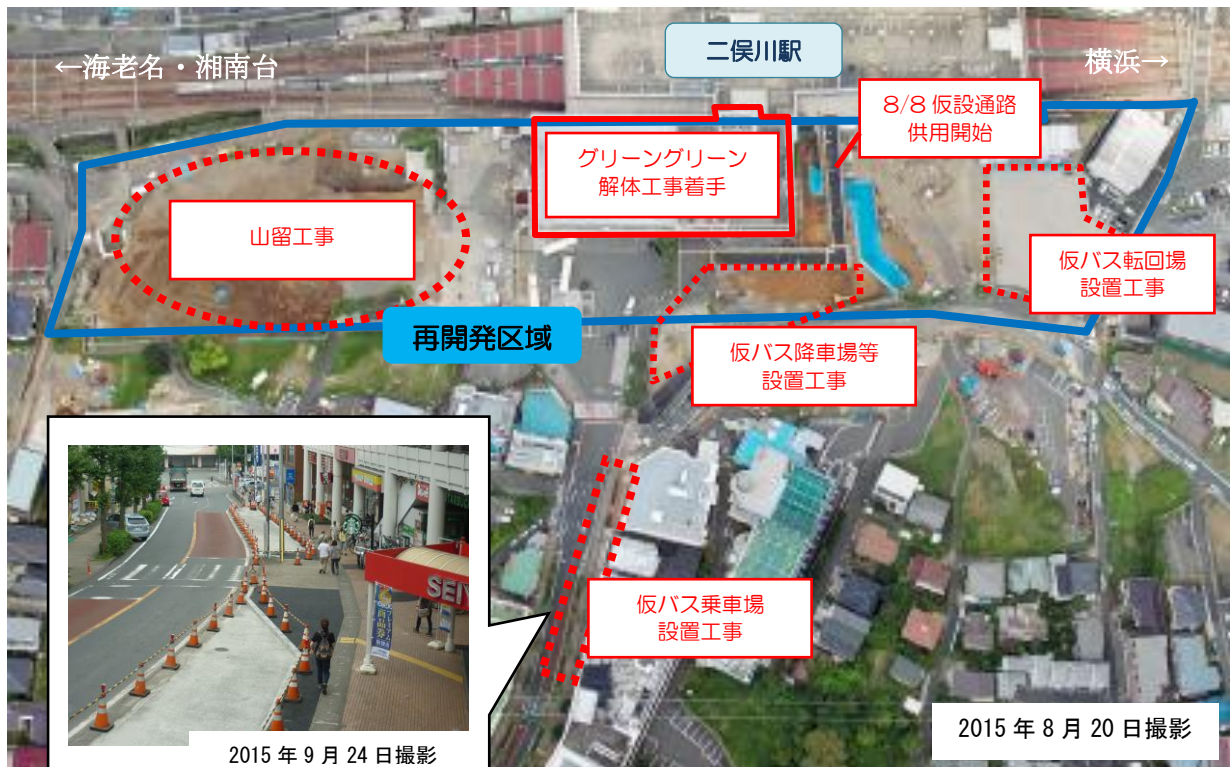 二俣川駅
←海老名・湘南台
横浜→
8/8 仮設通路
供用開始
グリーングリーン
解体工事着手
山留工事
仮バス転回場
設置工事
再開発区域
仮バス降車場等
設置工事
仮バス乗車場
設置工事
SEIY
2015 年 9 月 24 日撮影
2015 年 8 月 20 日撮影